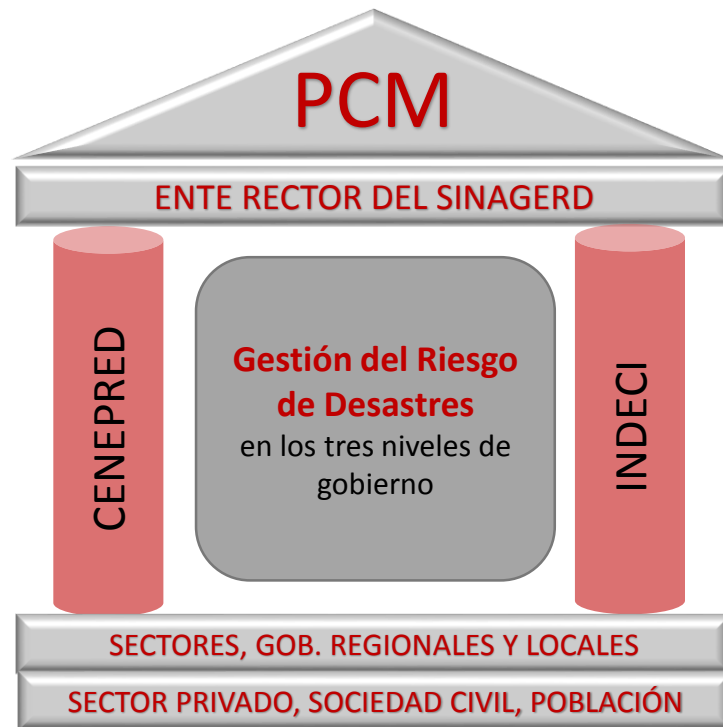 PCM
ENTE RECTOR DEL SINAGERD
CENEPRED
Gestión del Riesgo
de Desastres
en los tres niveles de
gobierno
INDECI
SECTORES, GOB. REGIONALES Y LOCALES
SECTOR PRIVADO, SOCIEDAD CIVIL, POBLACIÓN